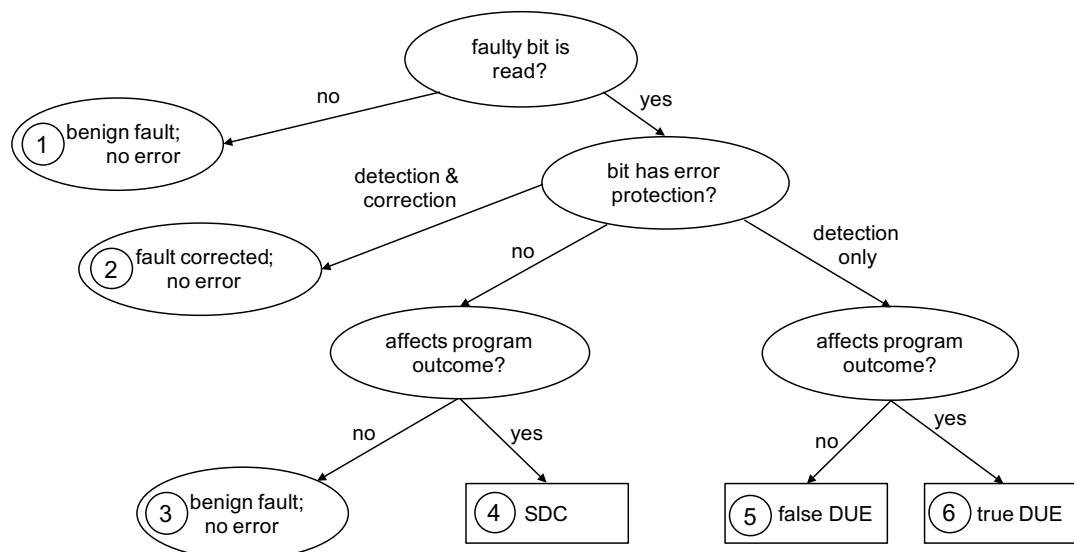 faulty bit is
read?
no
yes
1
benign fault;
no error
bit has error
protection?
detection &
correction
no
detection
only
2
fault corrected;
no error
affects program
outcome?
affects program
outcome?
no
yes
no
yes
3
benign fault;
no error
4 SDC
5 false DUE
6 true DUE